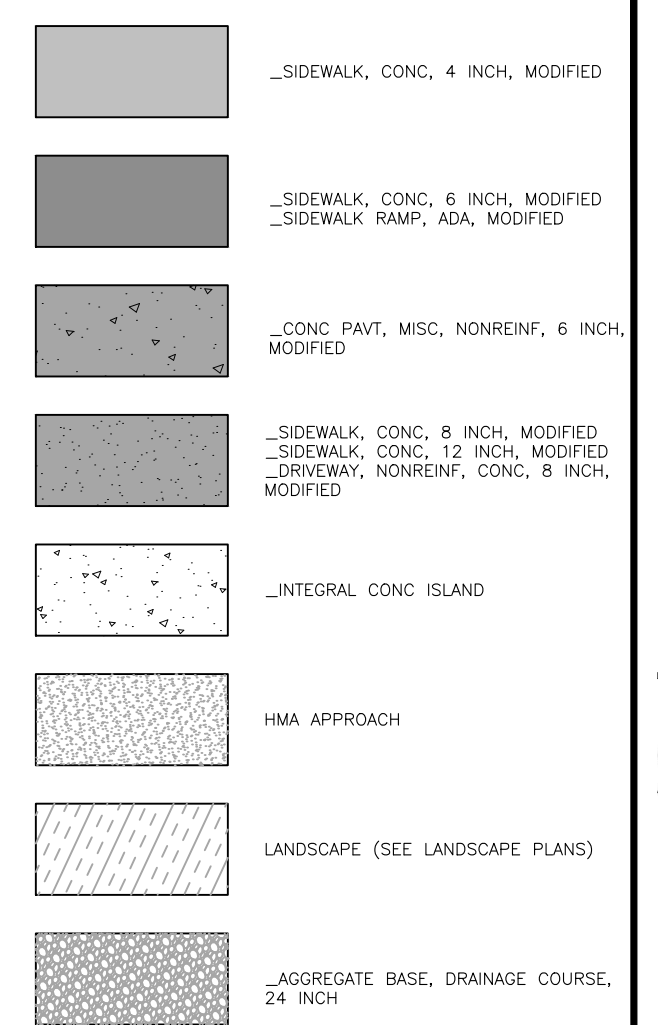 _SIDEWALK, CONC, 4 INCH, MODIFIED
_SIDEWALK, CONC, 6 INCH, MODIFIED
_SIDEWALK RAMP, ADA, MODIFIED
_CONC PAVT, MISC, NONREINF, 6 INCH,
MODIFIED
_SIDEWALK, CONC, 8 INCH, MODIFIED
_SIDEWALK, CONC, 12 INCH, MODIFIED
_DRIVEWAY, NONREINF, CONC, 8 INCH,
MODIFIED
_INTEGRAL CONC ISLAND
HMA APPROACH
LANDSCAPE (SEE LANDSCAPE PLANS)
_AGGREGATE BASE, DRAINAGE COURSE,
24 INCH